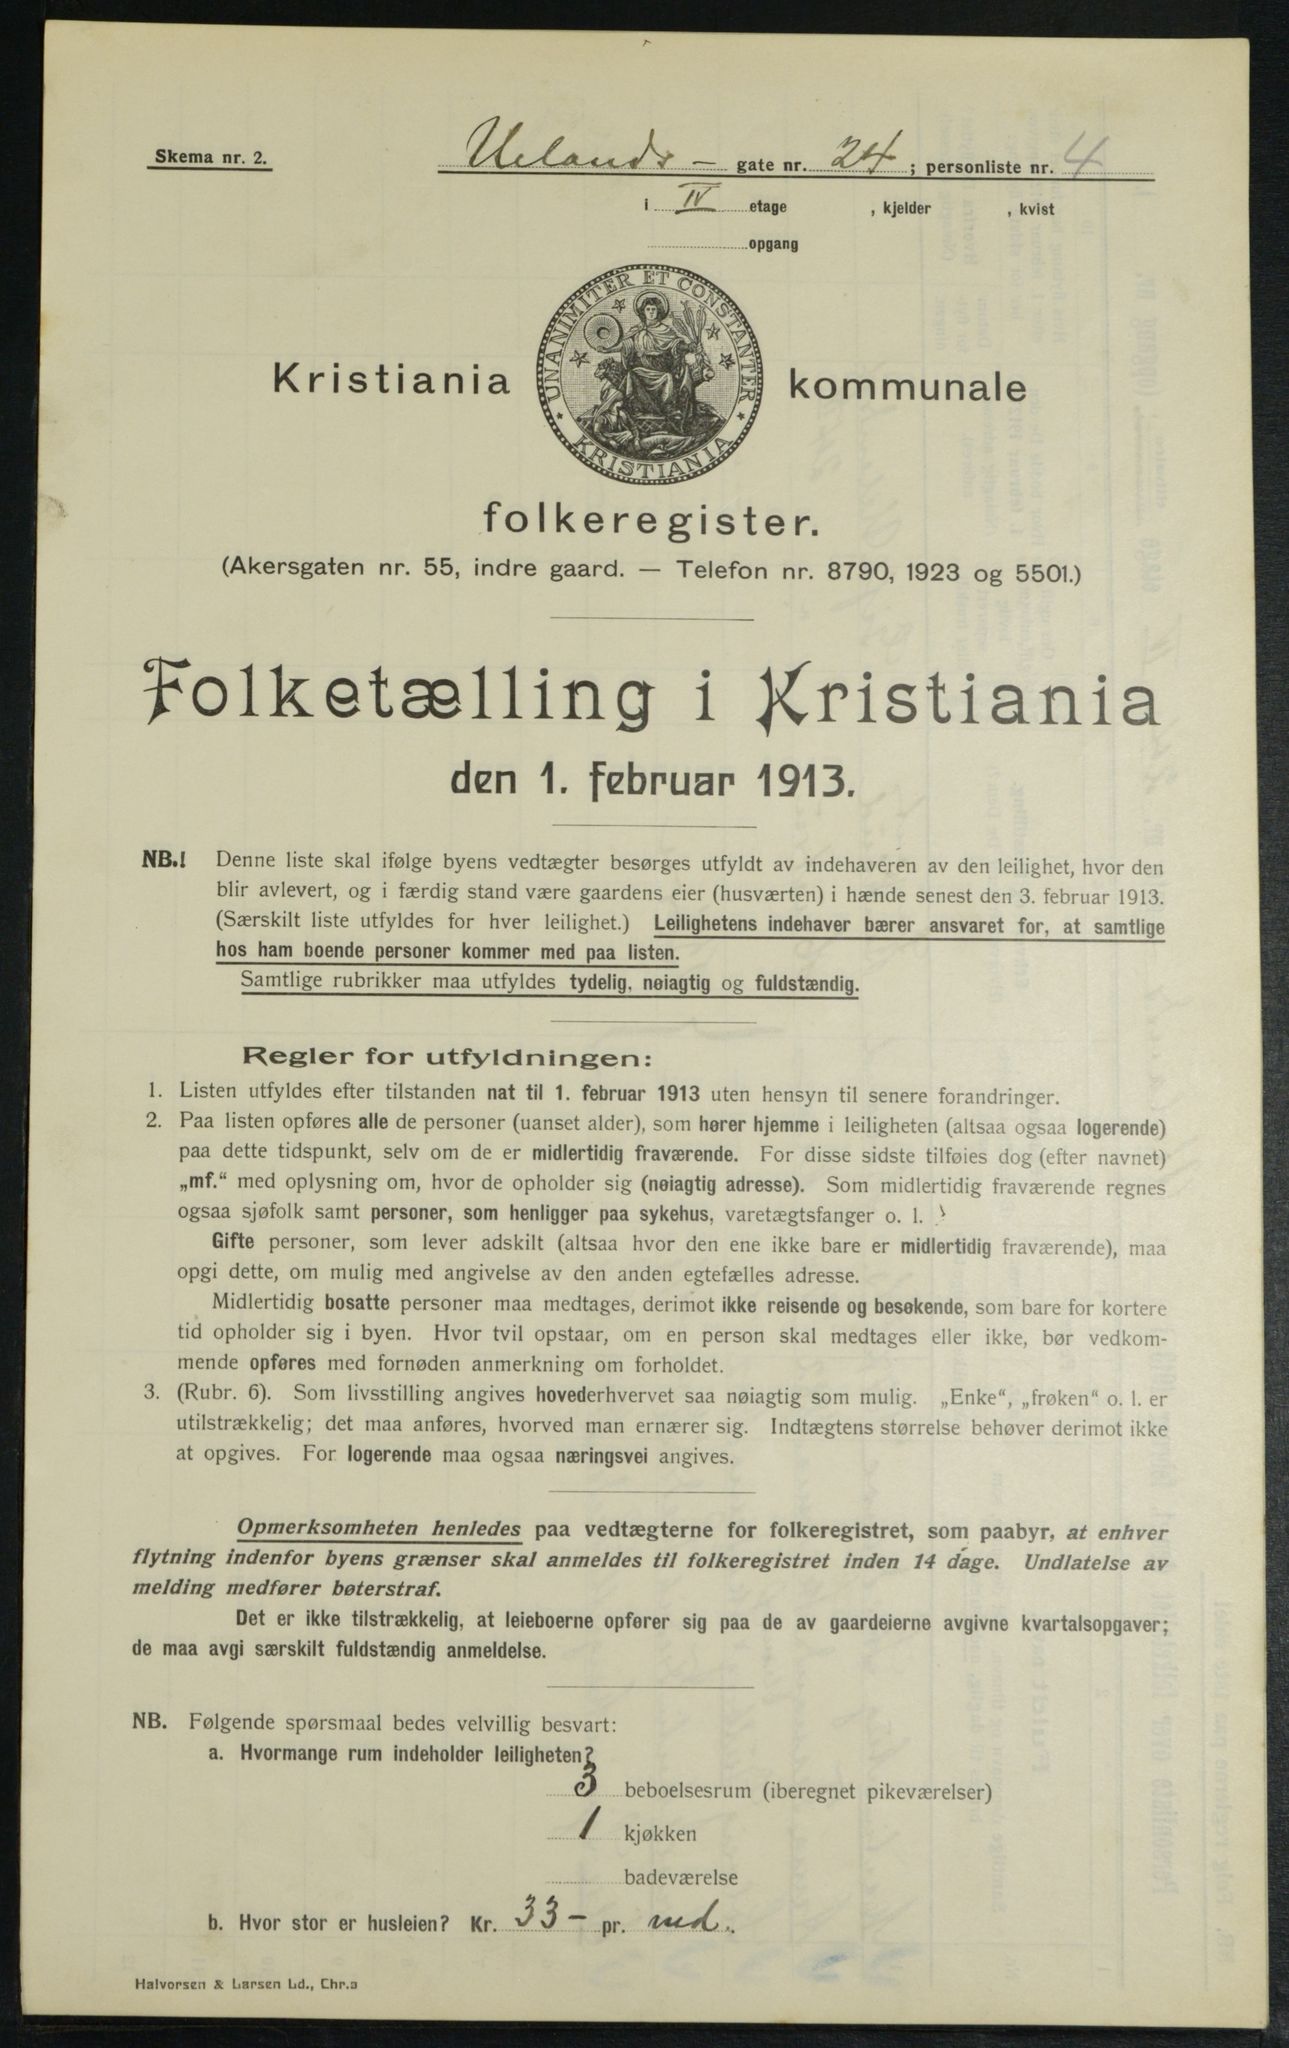 Skema nr. 2.
Uelands – gate nr. 24; personliste nr. 4
i IV etage , kjelder , kvist
opgang
UNANIMITER ET CONSTANTER
KRISTIANIA
Kristiania kommunale
folkeregister.
(Akersgaten nr. 55, indre gaard. — Telefon nr. 8790, 1923 og 5501.)
Folketælling i Kristiania
den 1. februar 1913.
NB.! Denne liste skal ifølge byens vedtægter besørges utfyldt av indehaveren av den leilighet, hvor den
blir avlevert, og i færdig stand være gaardens eier (husværten) i hænde senest den 3. februar 1913.
(Særskilt liste utfyldes for hver leilighet.) Leilighetens indehaver bærer ansvaret for, at samtlige
hos ham boende personer kommer med paa listen.
Samtlige rubrikker maa utfyldes tydelig, nøiagtig og fuldstændig.
Regler for utfyldningen:
1. Listen utfyldes efter tilstanden nat til 1. februar 1913 uten hensyn til senere forandringer.
2. Paa listen opføres alle de personer (uanset alder), som hører hjemme i leiligheten (altsaa ogsaa logerende)
paa dette tidspunkt, selv om de er midlertidig fraværende. For disse sidste tilføies dog (efter navnet)
„mf.“ med oplysning om, hvor de opholder sig (nøiagtig adresse). Som midlertidig fraværende regnes
ogsaa sjøfolk samt personer, som henligger paa sykehus, varetægtsfanger o. l.
Gifte personer, som lever adskilt (altsaa hvor den ene ikke bare er midlertidig fraværende), maa
opgi dette, om mulig med angivelse av den anden egtefælles adresse.
Midlertidig bosatte personer maa medtages, derimot ikke reisende og besøkende, som bare for kortere
tid opholder sig i byen. Hvor tvil opstaar, om en person skal medtages eller ikke, bør vedkom-
mende opføres med fornøden anmerkning om forholdet.
3. (Rubr. 6). Som livsstilling angives hovederhvervet saa nøiagtig som mulig. „Enke“, „frøken“ o. l. er
utilstrækkelig; det maa anføres, hvorved man ernærer sig. Indtægtens størrelse behøver derimot ikke
at opgives. For logerende maa ogsaa næringsvei angives.
Opmerksomheten henledes paa vedtægterne for folkeregistret, som paabyr, at enhver
flytning indenfor byens grænser skal anmeldes til folkeregistret inden 14 dage. Undlatelse av
melding medfører bøterstraf.
Det er ikke tilstrækkelig, at leieboerne opfører sig paa de av gaardeierne avgivne kvartalsopgaver;
de maa avgi særskilt fuldstændig anmeldelse.
NB. Følgende spørsmaal bedes velvillig besvart:
a. Hvormange rum indeholder leiligheten?
3 beboelsesrum (iberegnet pikeværelser)
1 kjøkken
badeværelse
b. Hvor stor er husleien? Kr. 33 – pr. md.
Halvorsen & Larsen Ld., Chr.a